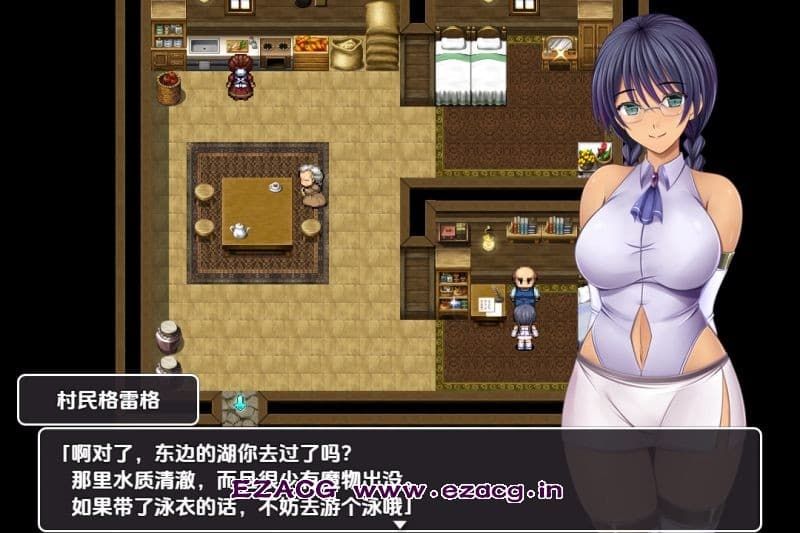 村民格雷格
「啊对了，东边的湖你去过了吗？
那里水质清澈，而且很少有魔物出没
EZACG www.ezacg.in
如果带了泳衣的话，不妨去游个泳哦」